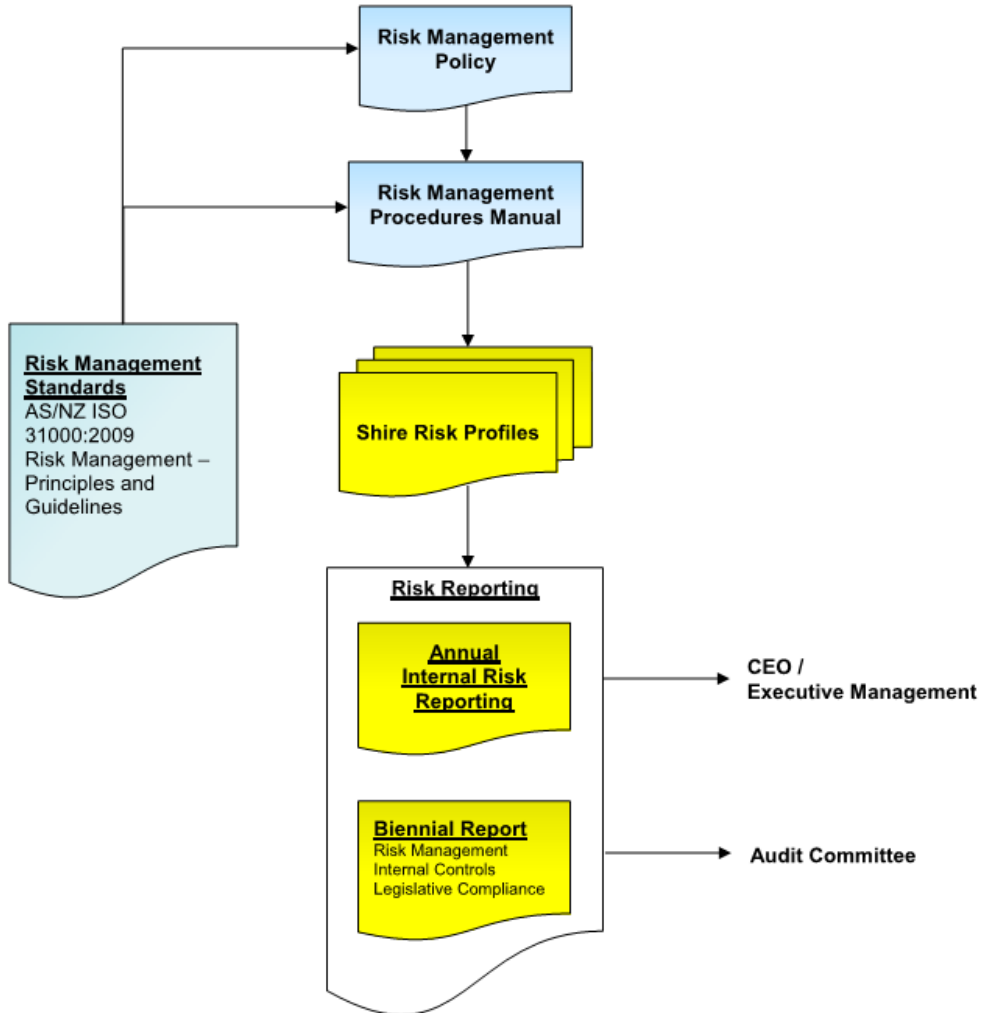 Risk Management
Policy
Risk Management
Procedures Manual
Risk Management
Standards
AS/NZ ISO
31000:2009
Risk Management –
Principles and
Guidelines
Shire Risk Profiles
Risk Reporting
Annual
Internal Risk
Reporting
CEO /
Executive Management
Biennial Report
Risk Management
Internal Controls
Legislative Compliance
Audit Committee